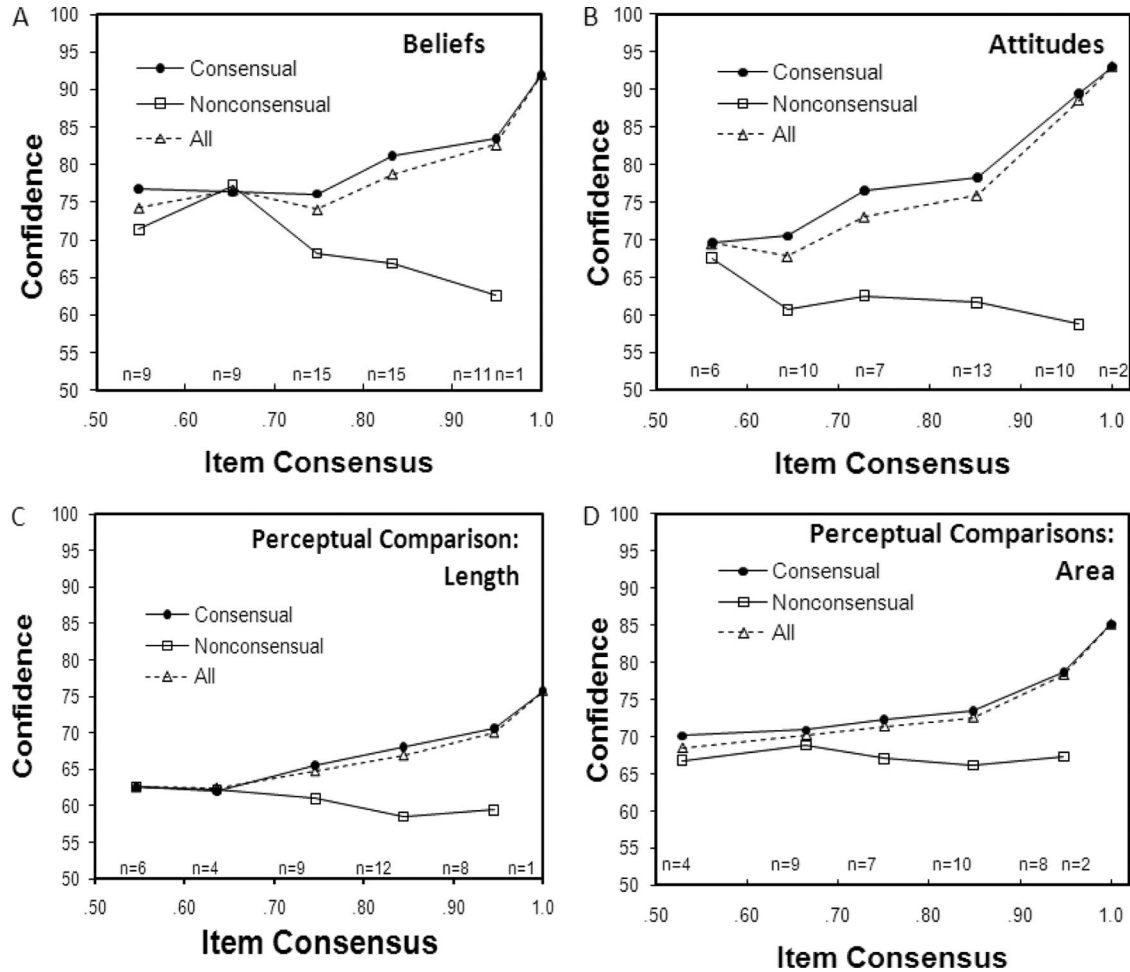 A
Beliefs
Consensual
Nonconsensual
All
Confidence
100
95
90
85
80
75
70
65
60
55
50
n=9 n=9 n=15 n=15 n=11 n=1
.50 .60 .70 .80 .90 1.0
Item Consensus
B
Attitudes
Consensual
Nonconsensual
All
Confidence
100
95
90
85
80
75
70
65
60
55
50
n=6 n=10 n=7 n=13 n=10 n=2
.50 .60 .70 .80 .90 1.0
Item Consensus
C
Perceptual Comparison:
Length
Consensual
Nonconsensual
All
Confidence
100
95
90
85
80
75
70
65
60
55
50
n=6 n=4 n=9 n=12 n=8 n=1
.50 .60 .70 .80 .90 1.0
Item Consensus
D
Perceptual Comparisons:
Area
Consensual
Nonconsensual
All
Confidence
100
95
90
85
80
75
70
65
60
55
50
n=4 n=9 n=7 n=10 n=8 n=2
.50 .60 .70 .80 .90 1.0
Item Consensus